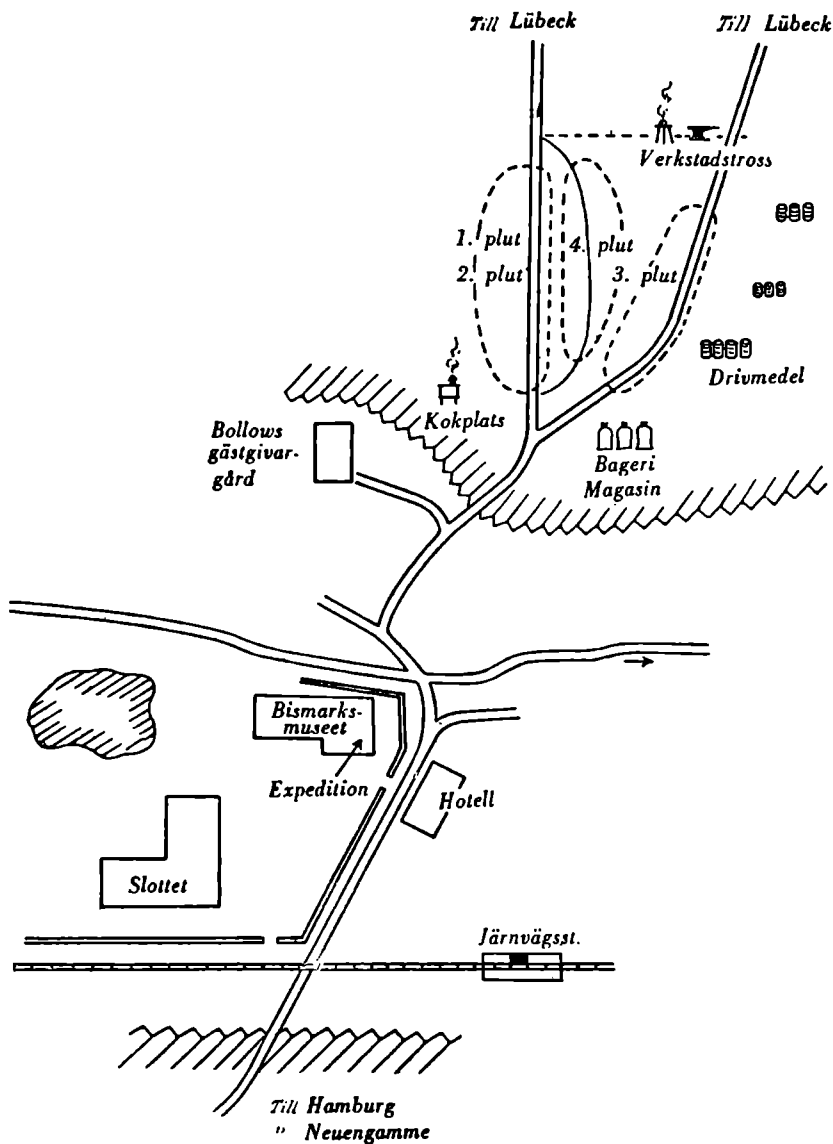 Till Lübeck
Till Lübeck
Verkstadstross
1. plut
4. plut
2. plut
3. plut
Drivmedel
Kokplats
Bollows
gästgivar-
gård
Bageri
Magasin
Bismarks-
museet
Expedition
Hotell
Slottet
Järnvägsst.
Till Hamburg
" Neuengamme